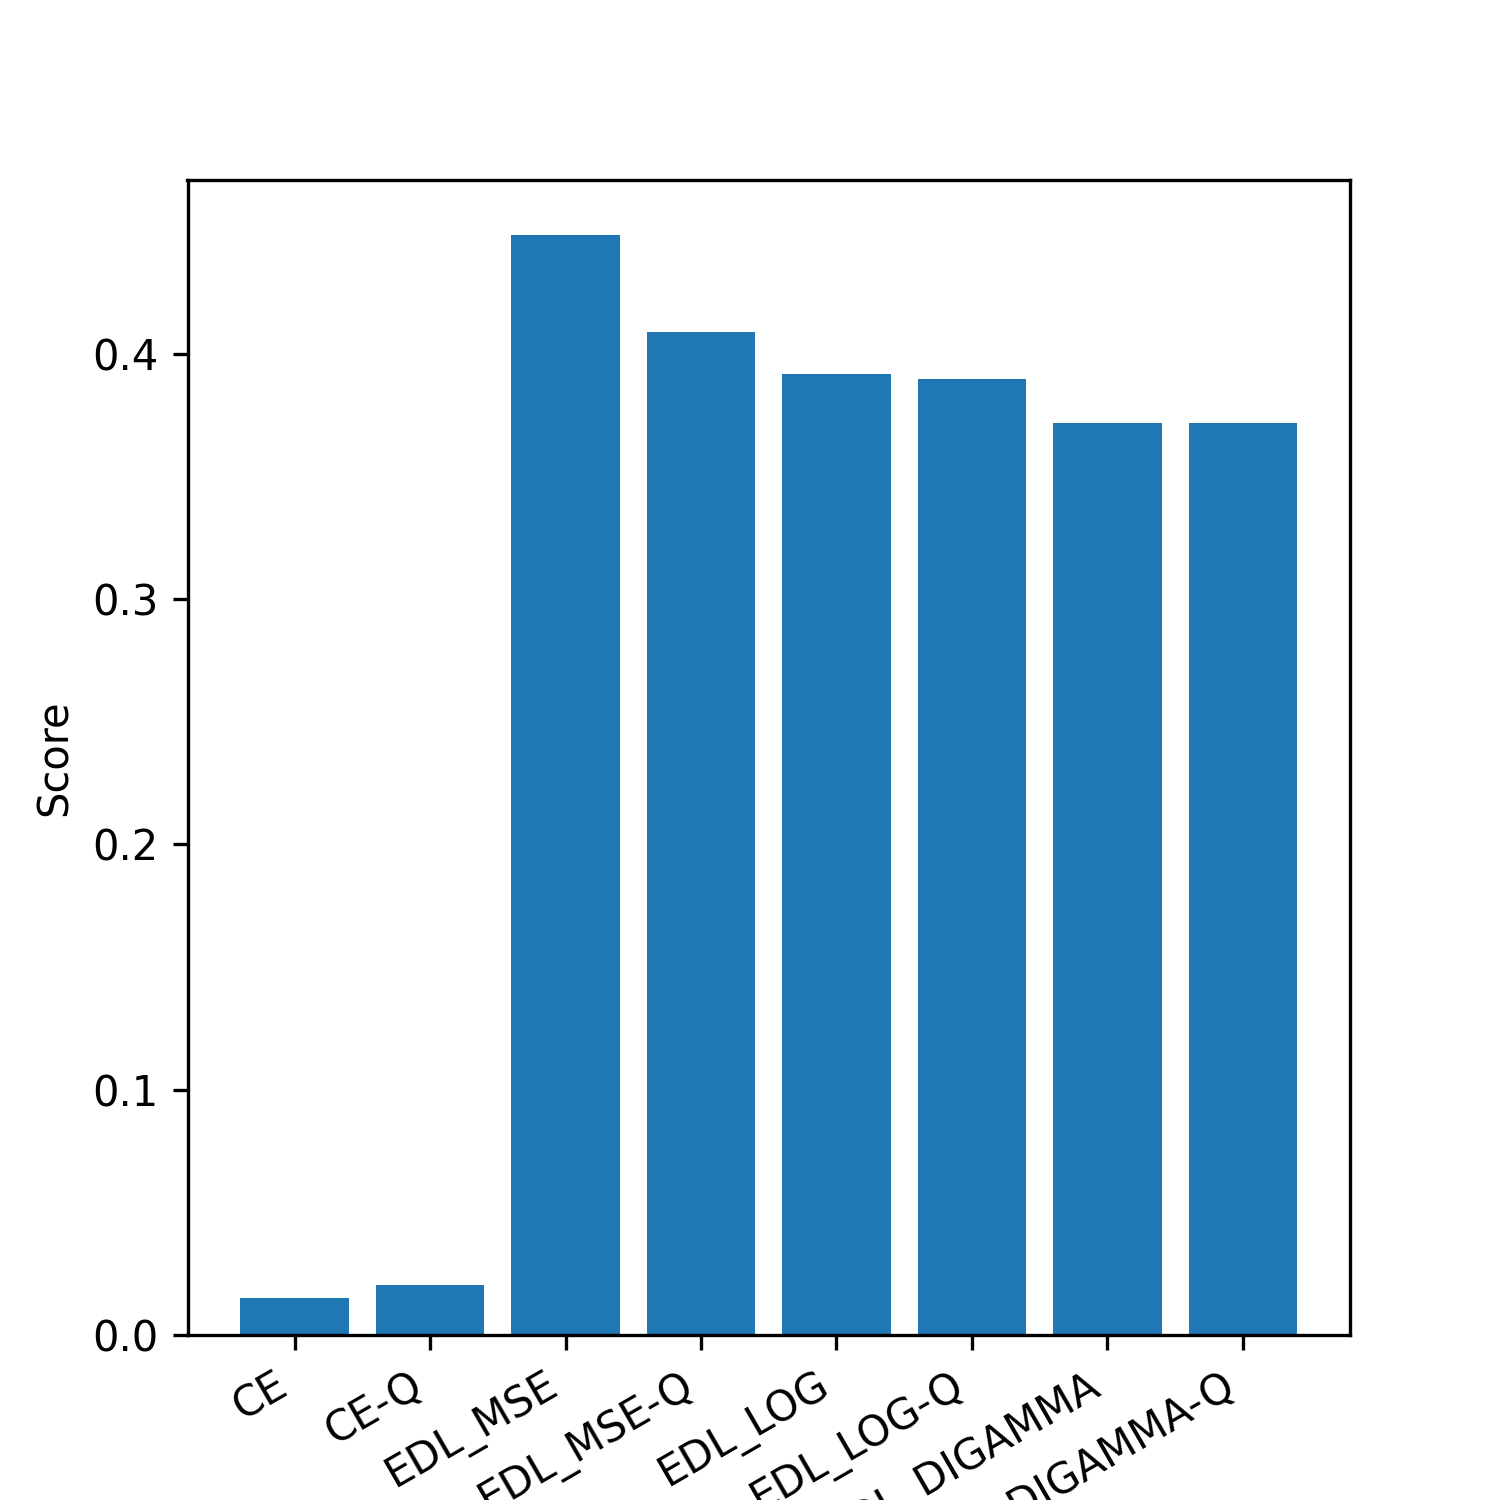 Score
0.4
0.3
0.2
0.1
0.0
CE
CE-Q
EDL_MSE
EDL_MSE-Q
EDL_LOG
EDL_LOG-Q
DIGAMMA
DIGAMMA-Q